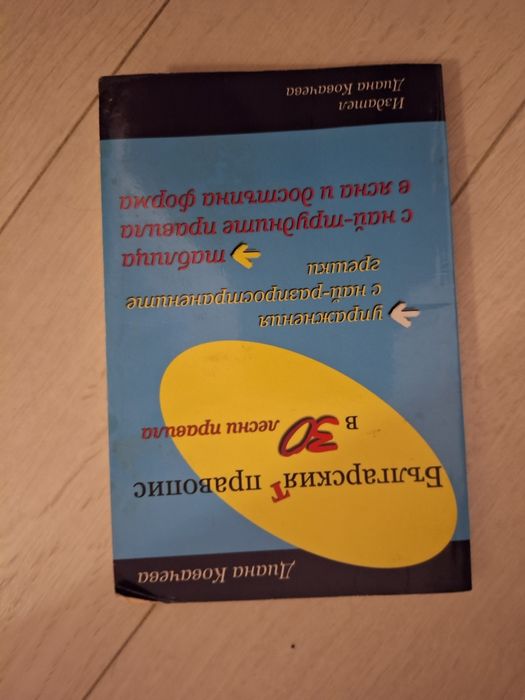 Диана Ковачева
Българския т правопис
в 30 лесни правила
упражнения
с най-разпространените
грешки
таблица
с най-трудните правила
в ясна и достъпна форма
Издател
Диана Ковачева